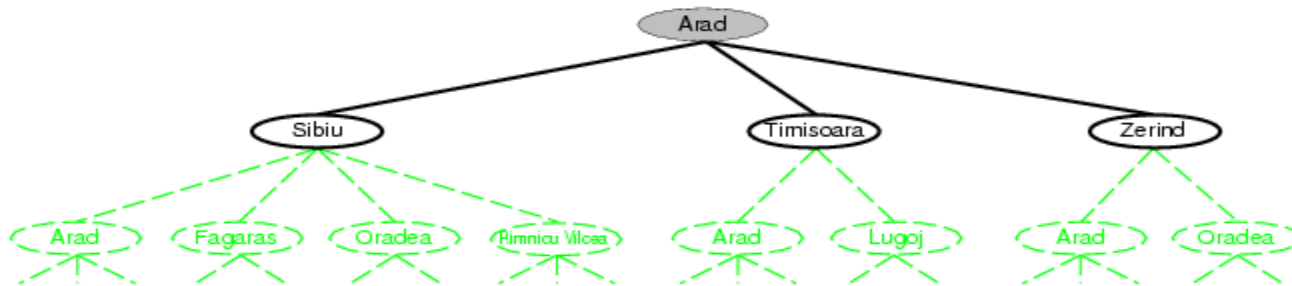 Arad
Sibiu Timisoara Zerind
Arad Fagaras Oradea Rimnicu Vilcea Arad Lugoj Arad Oradea